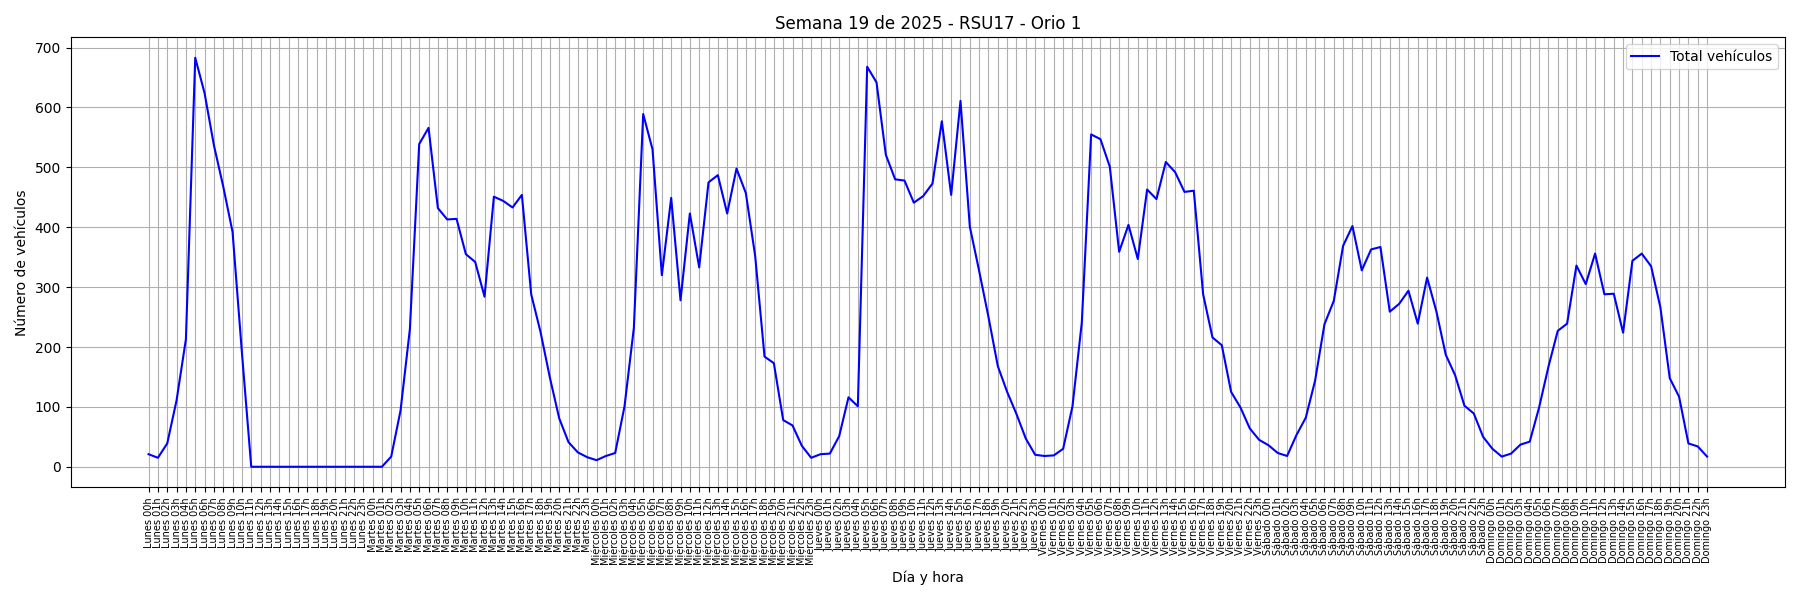 Semana 19 de 2025 - RSU17 - Orio 1
Total vehículos
Número de vehículos
700
600
500
400
300
200
100
0
Lunes 00h
Lunes 01h
Lunes 02h
Lunes 03h
Lunes 04h
Lunes 05h
Lunes 06h
Lunes 07h
Lunes 08h
Lunes 09h
Lunes 10h
Lunes 11h
Lunes 12h
Lunes 13h
Lunes 14h
Lunes 15h
Lunes 16h
Lunes 17h
Lunes 18h
Lunes 19h
Lunes 20h
Lunes 21h
Lunes 22h
Lunes 23h
Martes 00h
Martes 01h
Martes 02h
Martes 03h
Martes 04h
Martes 05h
Martes 06h
Martes 07h
Martes 08h
Martes 09h
Martes 10h
Martes 11h
Martes 12h
Martes 13h
Martes 14h
Martes 15h
Martes 16h
Martes 17h
Martes 18h
Martes 19h
Martes 20h
Martes 21h
Martes 22h
Martes 23h
Miércoles 00h
Miércoles 01h
Miércoles 02h
Miércoles 03h
Miércoles 04h
Miércoles 05h
Miércoles 06h
Miércoles 07h
Miércoles 08h
Miércoles 09h
Miércoles 10h
Miércoles 11h
Miércoles 12h
Miércoles 13h
Miércoles 14h
Miércoles 15h
Miércoles 16h
Miércoles 17h
Miércoles 18h
Miércoles 19h
Miércoles 20h
Miércoles 21h
Miércoles 22h
Miércoles 23h
Jueves 00h
Jueves 01h
Jueves 02h
Jueves 03h
Jueves 04h
Jueves 05h
Jueves 06h
Jueves 07h
Jueves 08h
Jueves 09h
Jueves 10h
Jueves 11h
Jueves 12h
Jueves 13h
Jueves 14h
Jueves 15h
Jueves 16h
Jueves 17h
Jueves 18h
Jueves 19h
Jueves 20h
Jueves 21h
Jueves 22h
Jueves 23h
Viernes 00h
Viernes 01h
Viernes 02h
Viernes 03h
Viernes 04h
Viernes 05h
Viernes 06h
Viernes 07h
Viernes 08h
Viernes 09h
Viernes 10h
Viernes 11h
Viernes 12h
Viernes 13h
Viernes 14h
Viernes 15h
Viernes 16h
Viernes 17h
Viernes 18h
Viernes 19h
Viernes 20h
Viernes 21h
Viernes 22h
Viernes 23h
Sábado 00h
Sábado 01h
Sábado 02h
Sábado 03h
Sábado 04h
Sábado 05h
Sábado 06h
Sábado 07h
Sábado 08h
Sábado 09h
Sábado 10h
Sábado 11h
Sábado 12h
Sábado 13h
Sábado 14h
Sábado 15h
Sábado 16h
Sábado 17h
Sábado 18h
Sábado 19h
Sábado 20h
Sábado 21h
Sábado 22h
Sábado 23h
Domingo 00h
Domingo 01h
Domingo 02h
Domingo 03h
Domingo 04h
Domingo 05h
Domingo 06h
Domingo 07h
Domingo 08h
Domingo 09h
Domingo 10h
Domingo 11h
Domingo 12h
Domingo 13h
Domingo 14h
Domingo 15h
Domingo 16h
Domingo 17h
Domingo 18h
Domingo 19h
Domingo 20h
Domingo 21h
Domingo 22h
Domingo 23h
Día y hora